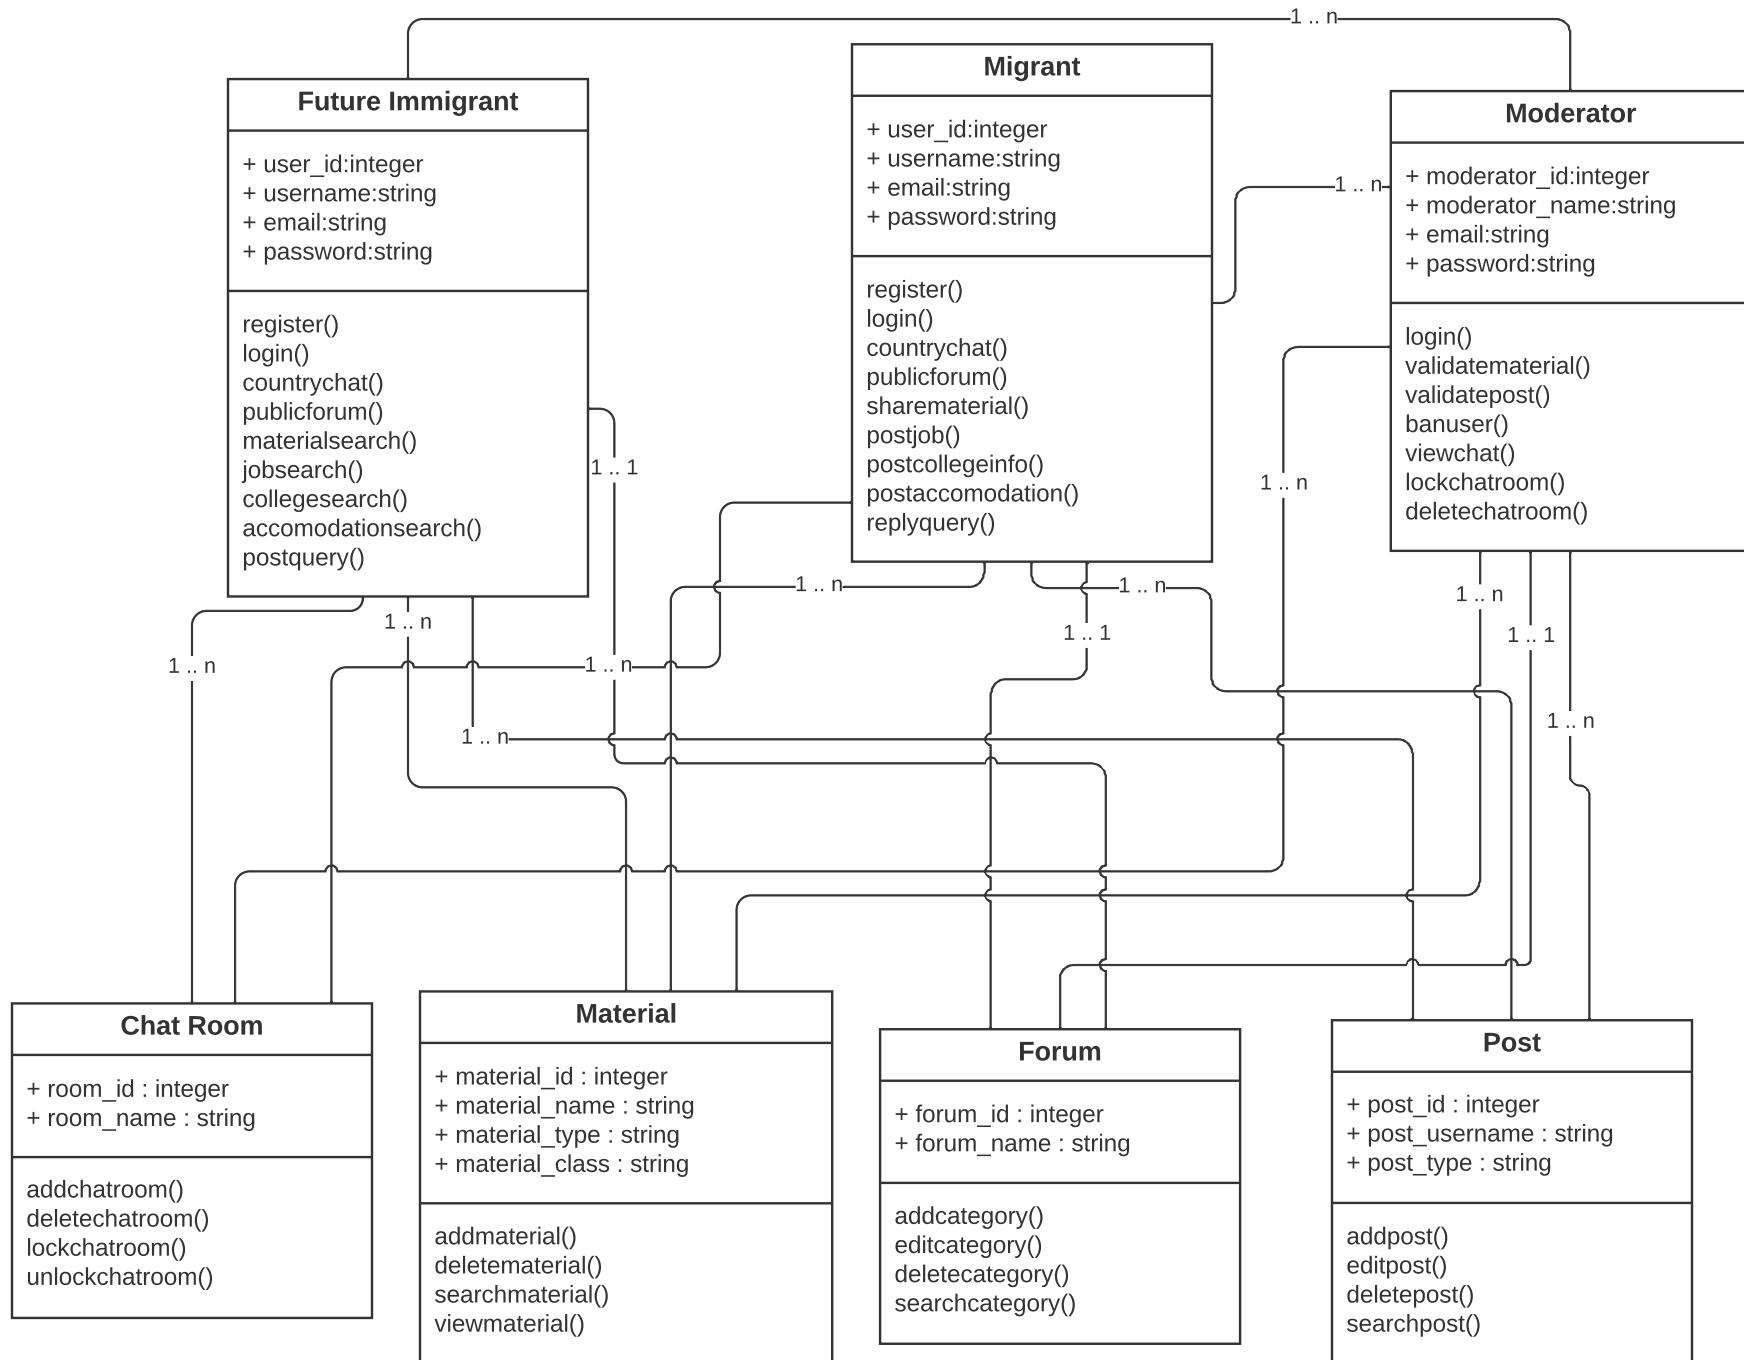 1 .. n
Future Immigrant
+ user_id:integer
+ username:string
+ email:string
+ password:string
register()
login()
countrychat()
publicforum()
materialsearch()
jobsearch()
collegesearch()
accomodationsearch()
postquery()
Migrant
+ user_id:integer
+ username:string
+ email:string
+ password:string
register()
login()
countrychat()
publicforum()
sharematerial()
postjob()
postcollegeinfo()
postaccomodation()
replyquery()
Moderator
+ moderator_id:integer
+ moderator_name:string
+ email:string
+ password:string
login()
validatematerial()
validatepost()
banuser()
viewchat()
lockchatroom()
deletechatroom()
1 .. n
1 .. 1
1 .. n
1 .. n
1 .. n
1 .. n
1 .. n
1 .. 1
1 .. 1
1 .. n
1 .. n
1 .. n
1 .. n
Chat Room
+ room_id : integer
+ room_name : string
addchatroom()
deletechatroom()
lockchatroom()
unlockchatroom()
Material
+ material_id : integer
+ material_name : string
+ material_type : string
+ material_class : string
addmaterial()
deletematerial()
searchmaterial()
viewmaterial()
Forum
+ forum_id : integer
+ forum_name : string
addcategory()
editcategory()
deletecategory()
searchcategory()
Post
+ post_id : integer
+ post_username : string
+ post_type : string
addpost()
editpost()
deletepost()
searchpost()